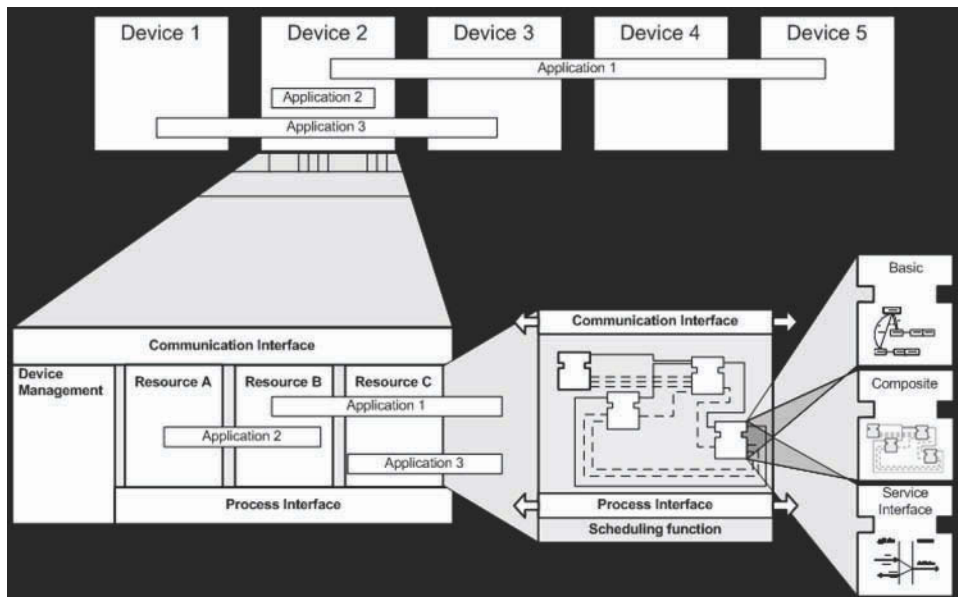 Device 1
Device 2
Device 3
Device 4
Device 5
Application 1
Application 2
Application 3
Communication Interface
Device
Management
Resource A
Resource B
Resource C
Application 1
Application 2
Application 3
Process Interface
Communication Interface
Process Interface
Scheduling function
Basic
Composite
Service
Interface